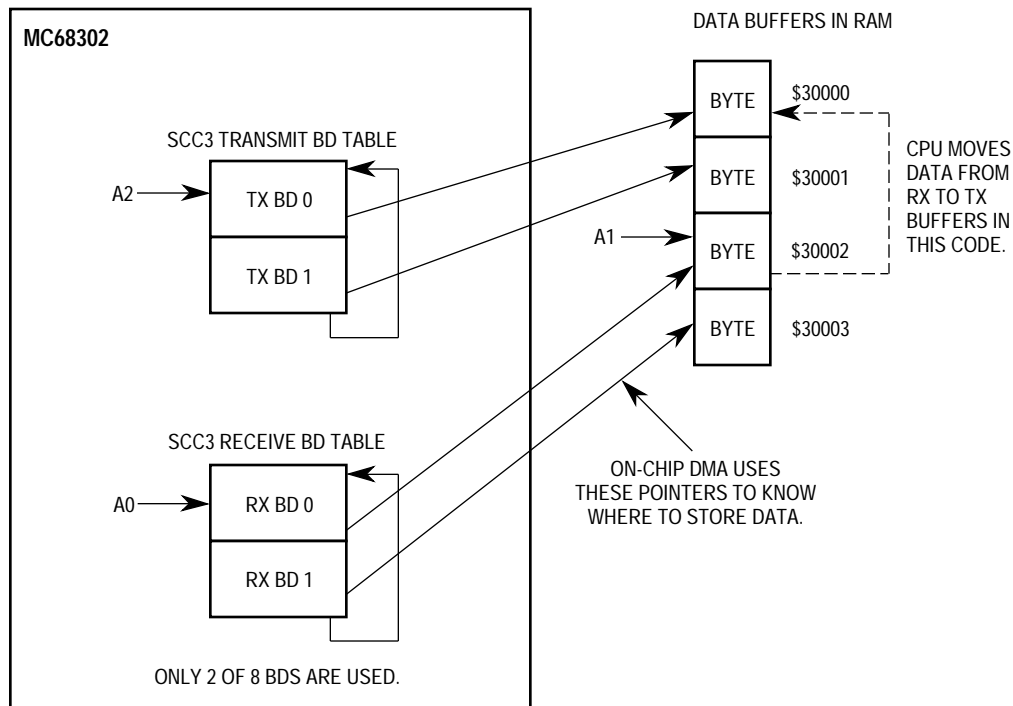 MC68302
DATA BUFFERS IN RAM
BYTE
$30000
SCC3 TRANSMIT BD TABLE
A2
TX BD 0
TX BD 1
BYTE
$30001
CPU MOVES
DATA FROM
RX TO TX
BUFFERS IN
THIS CODE.
A1
BYTE
$30002
BYTE
$30003
SCC3 RECEIVE BD TABLE
A0
RX BD 0
RX BD 1
ON-CHIP DMA USES
THESE POINTERS TO KNOW
WHERE TO STORE DATA.
ONLY 2 OF 8 BDS ARE USED.